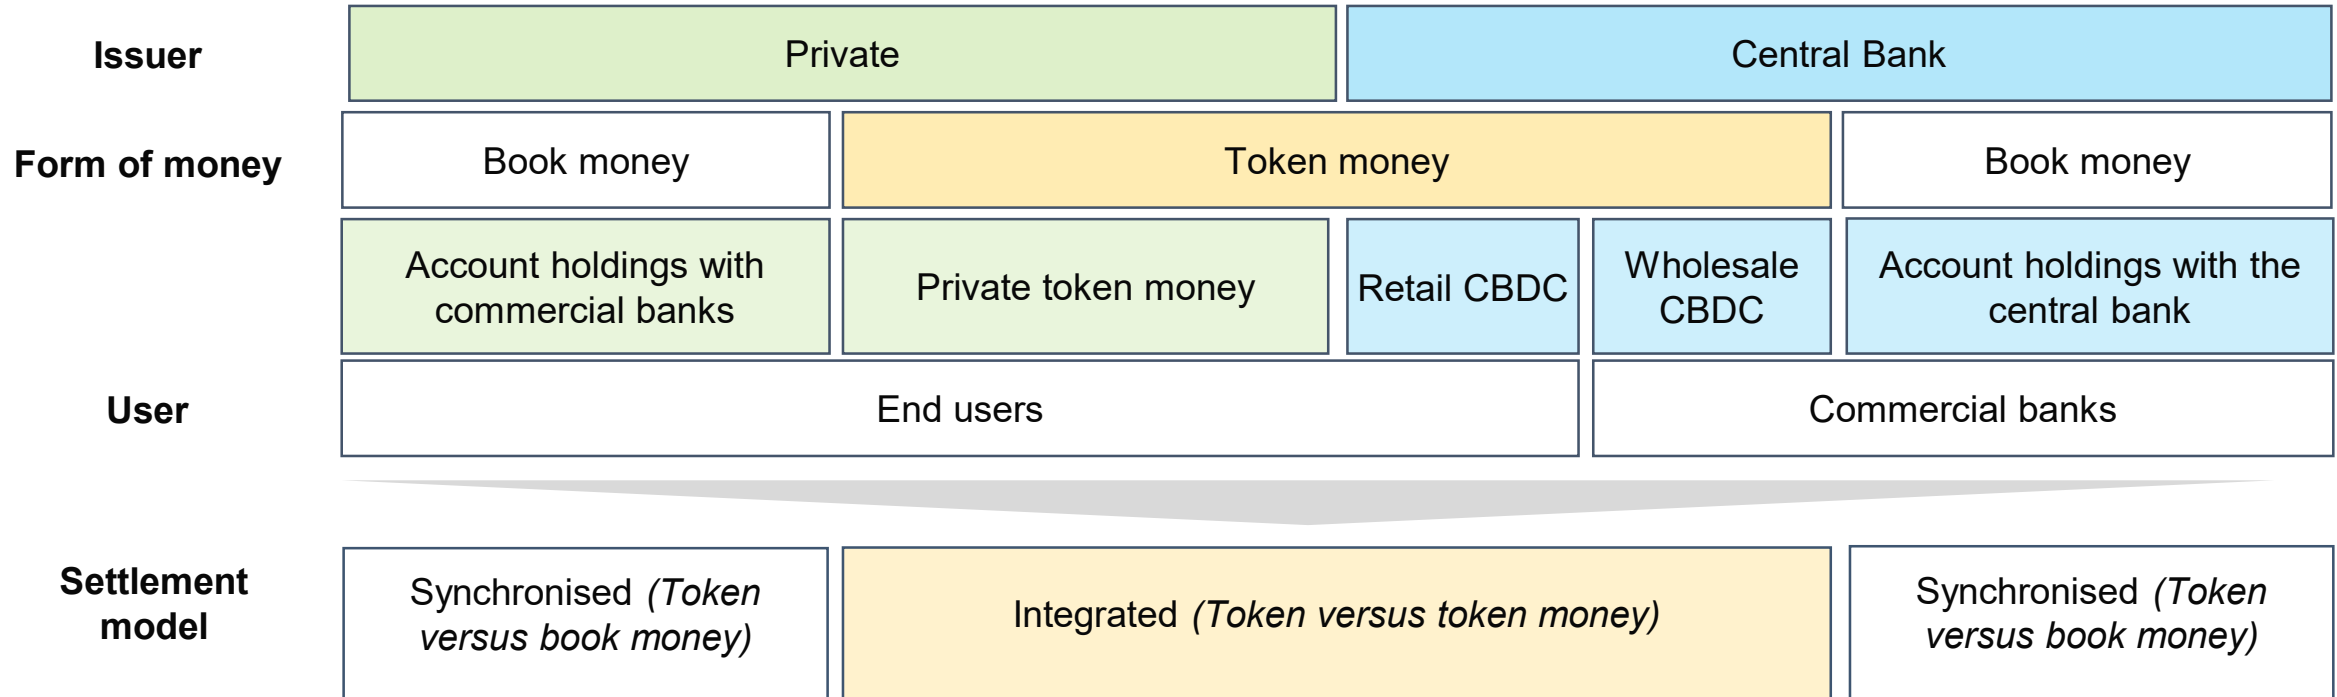 Issuer
Private
Central Bank
Form of money
Book money
Token money
Book money
Account holdings with
commercial banks
Private token money
Retail CBDC
Wholesale
CBDC
Account holdings with the
central bank
User
End users
Commercial banks
Settlement
model
Synchronised (Token
versus book money)
Integrated (Token versus token money)
Synchronised (Token
versus book money)